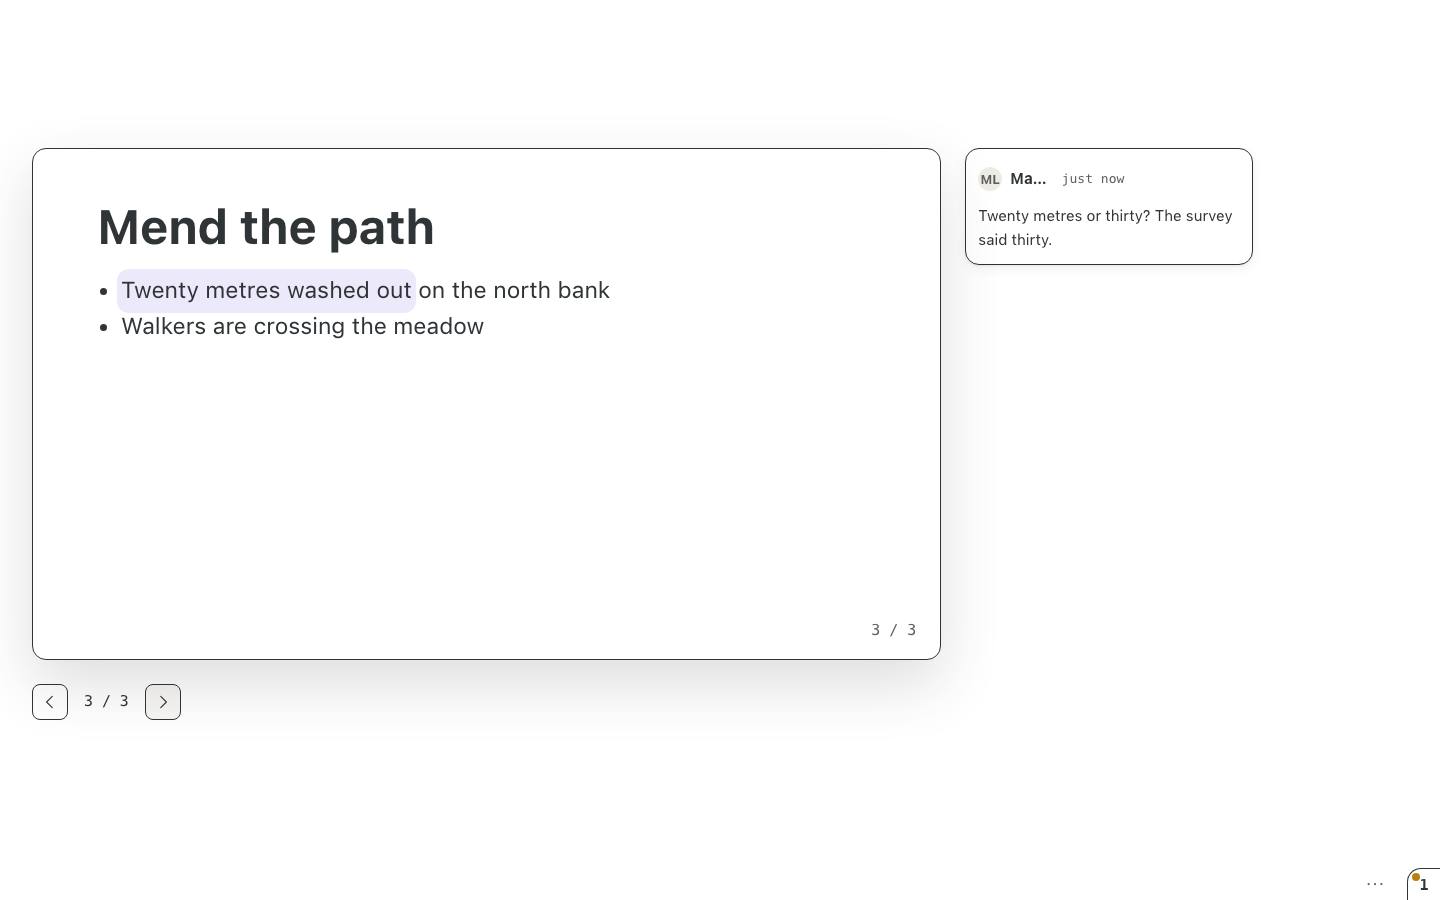 Mend the path
• Twenty metres washed out on the north bank
• Walkers are crossing the meadow
3 / 3
ML Ma... just now
Twenty metres or thirty? The survey
said thirty.
3 / 3
1